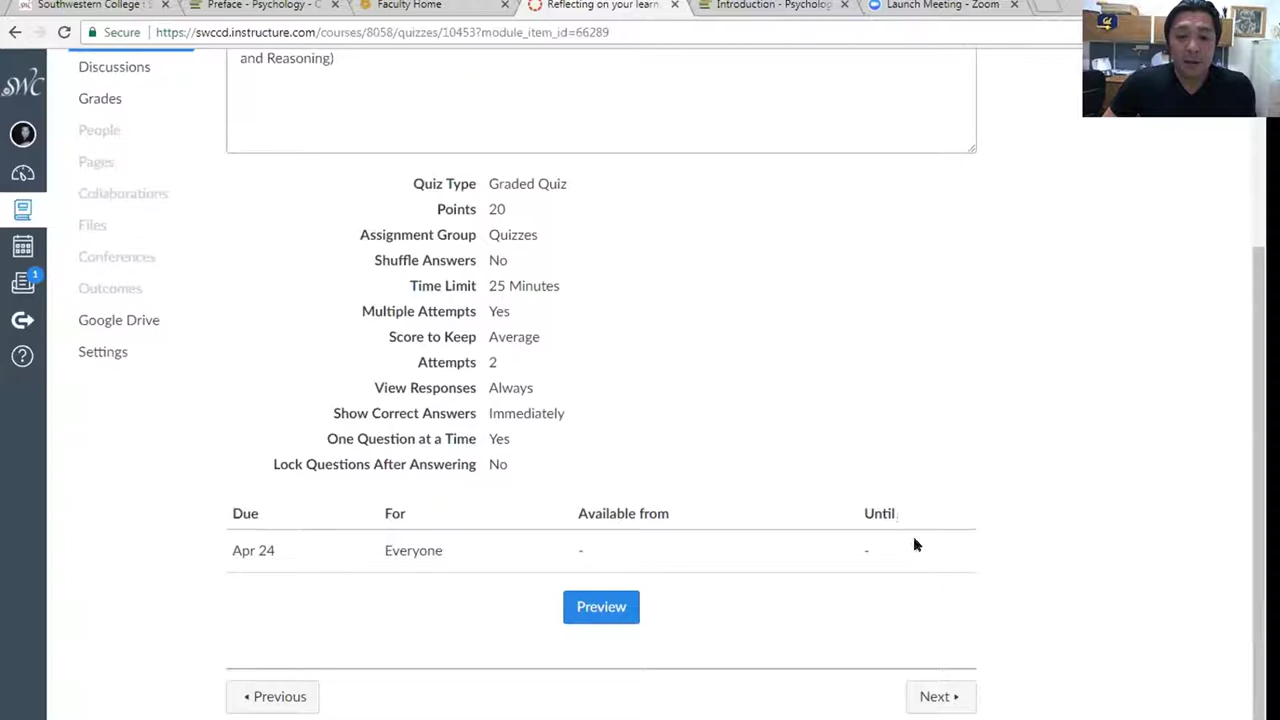 Southwestern College :
Preface - Psychology - C
Faculty Home
Reflecting on your learn
Introduction - Psycholog
Launch Meeting - Zoom
Secure https://swccd.instructure.com/courses/8058/quizzes/10453?module_item_id=66289
SWC
1
Discussions
Grades
People
Pages
Collaborations
Files
Conferences
Outcomes
Google Drive
Settings
and Reasoning)
Quiz Type Graded Quiz
Points 20
Assignment Group Quizzes
Shuffle Answers No
Time Limit 25 Minutes
Multiple Attempts Yes
Score to Keep Average
Attempts 2
View Responses Always
Show Correct Answers Immediately
One Question at a Time Yes
Lock Questions After Answering No
Due For Available from Until
Apr 24 Everyone - -
Preview
Previous
Next